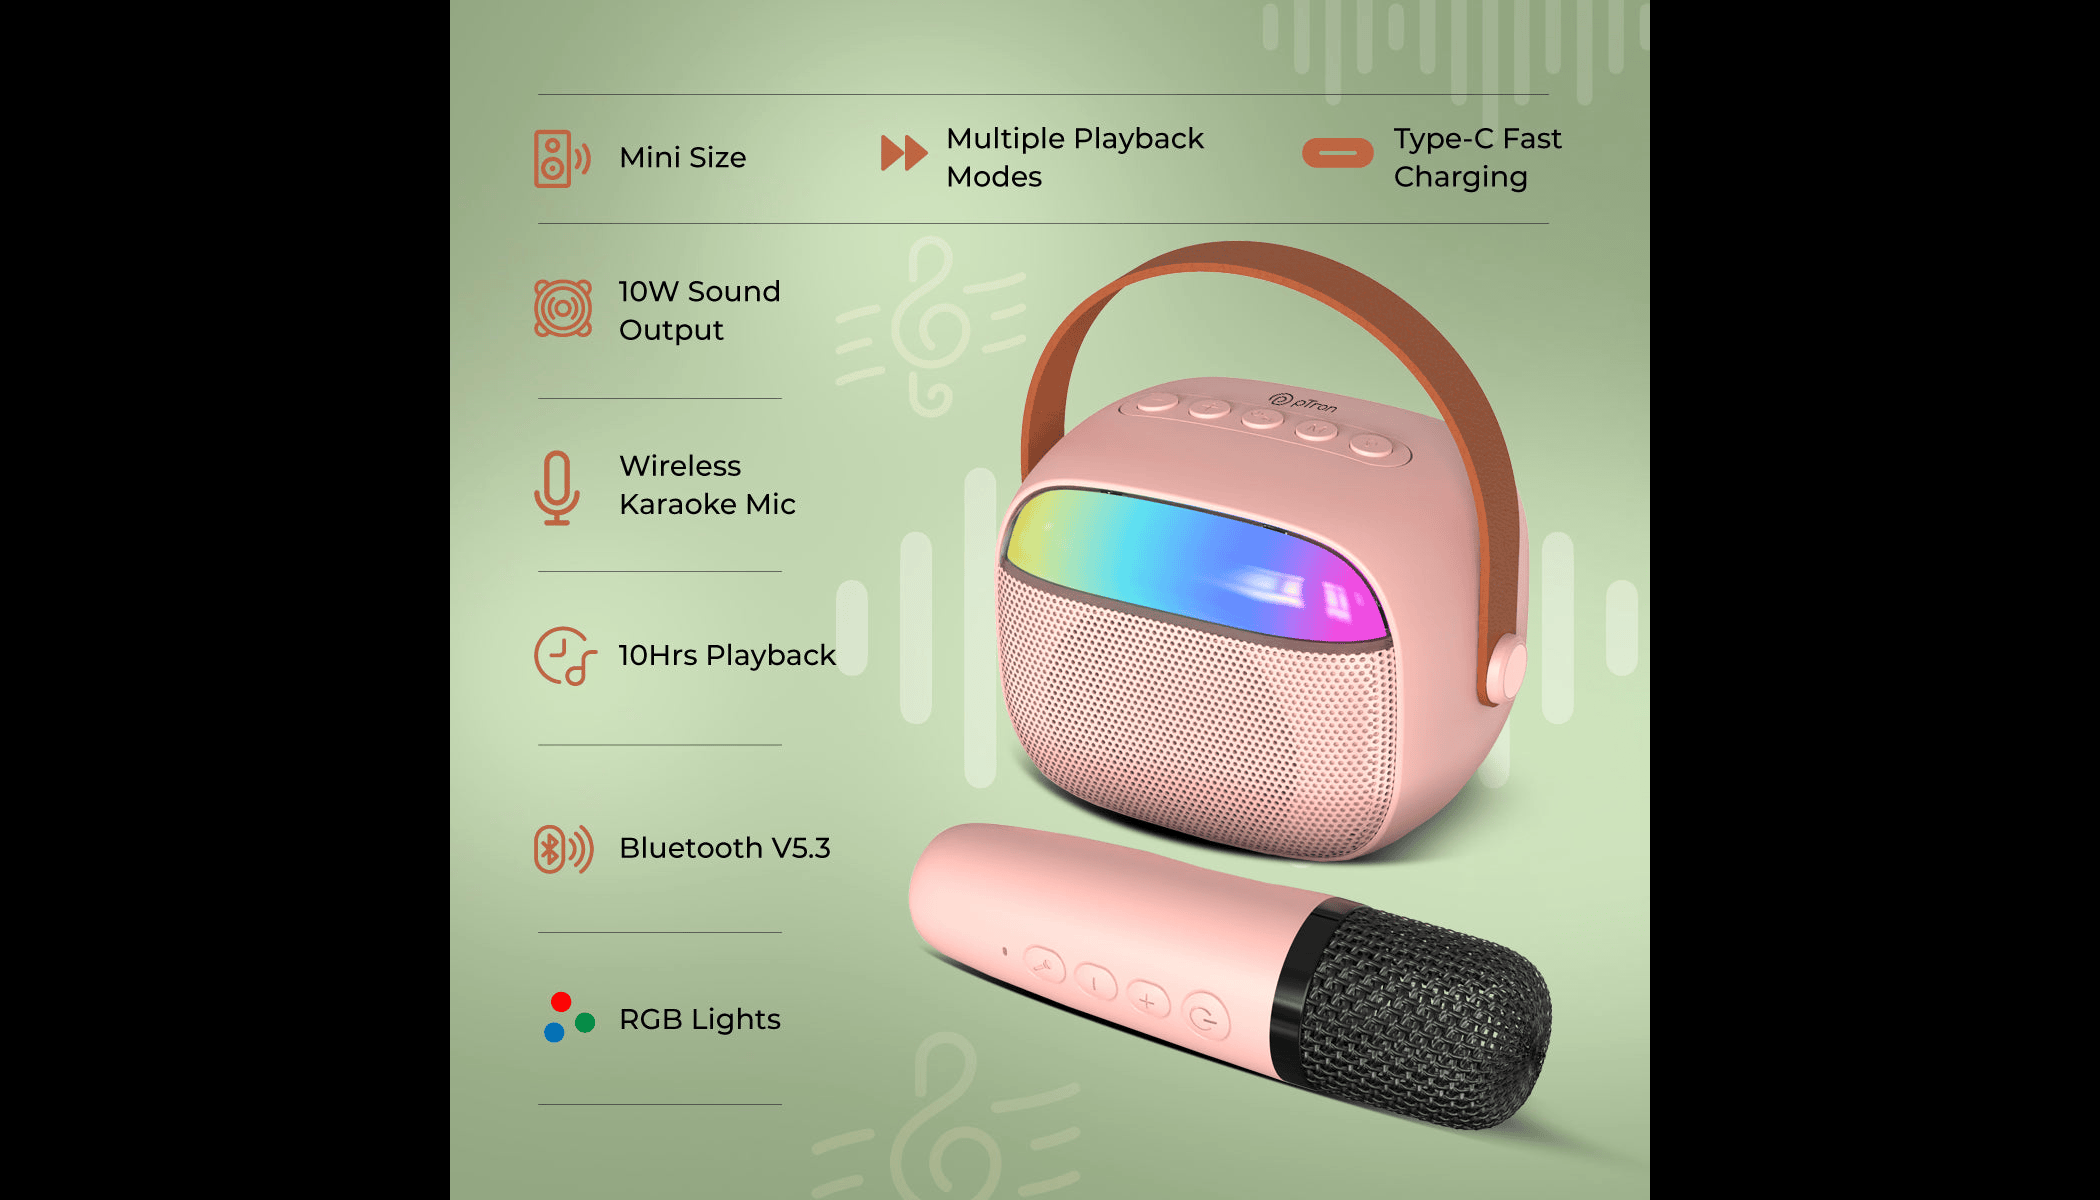 Mini Size
Multiple Playback
Modes
Type-C Fast
Charging
10W Sound
Output
Wireless
Karaoke Mic
10Hrs Playback
Bluetooth V5.3
RGB Lights
pTron